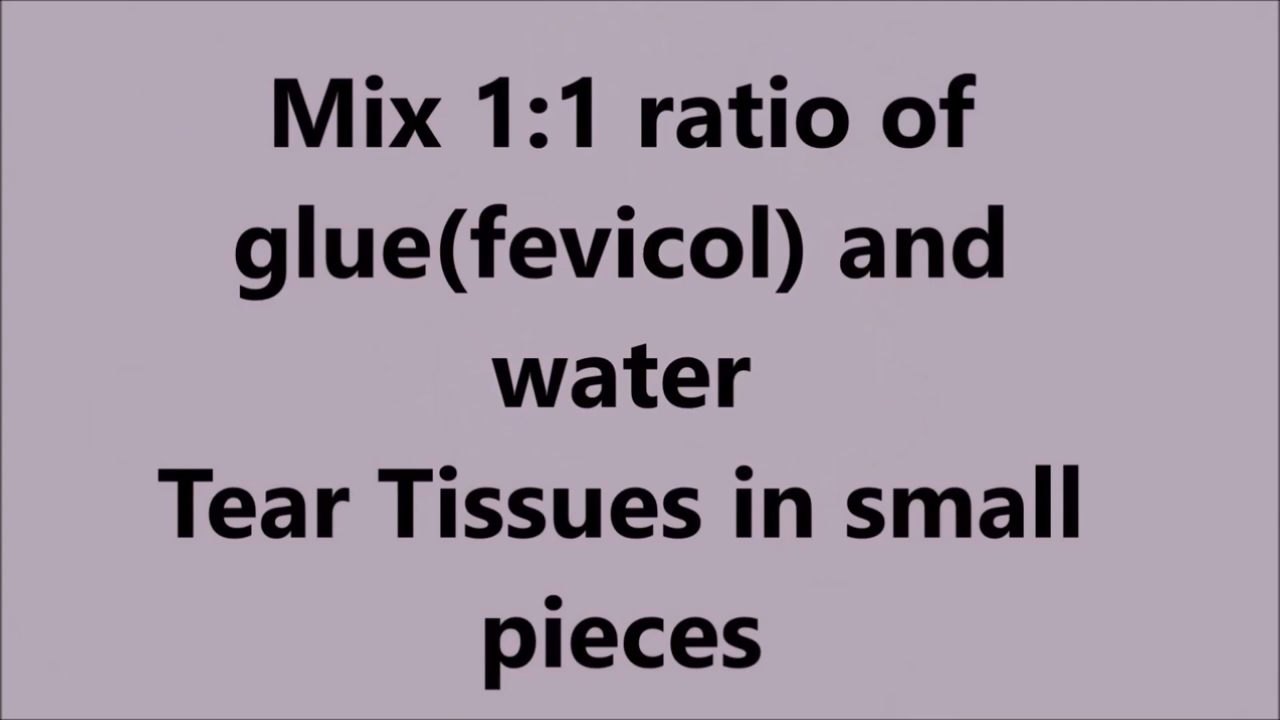 Mix 1:1 ratio of
glue(fevicol) and
water
Tear Tissues in small
pieces